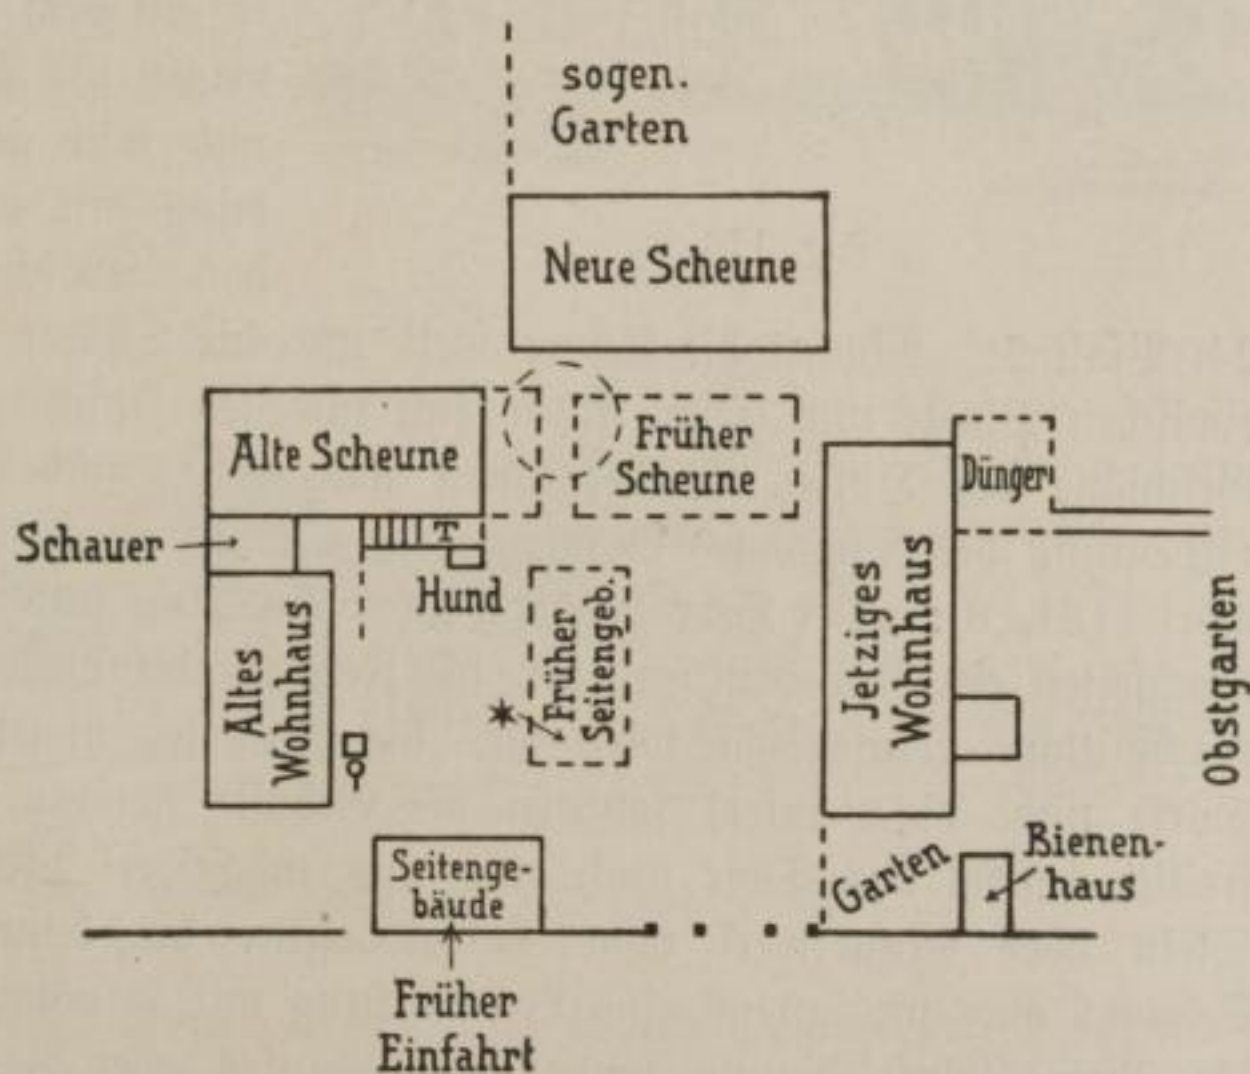 sogen.
Garten
Neue Scheune
Alte Scheune
Früher
Scheune
Dünger
Schauer
T
Hund
Altes
Wohnhaus
Früher
Seitengeb.
Jetziges
Wohnhaus
Obstgarten
Seitenge-
bäude
Garten
Bienen-
haus
Früher
Einfahrt